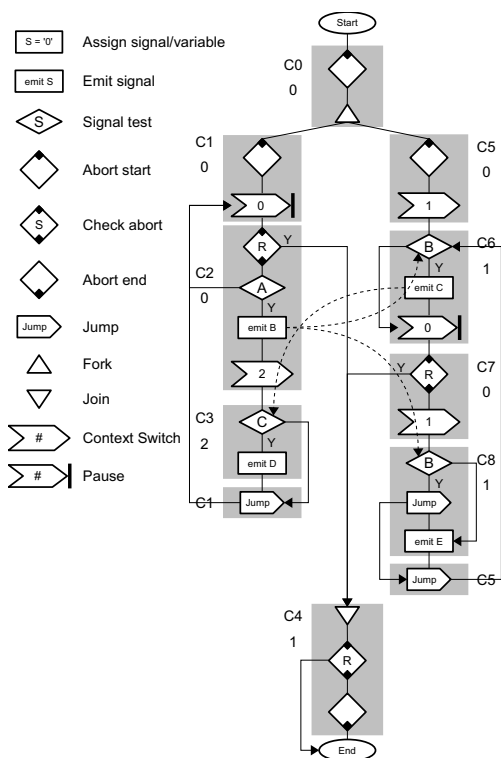 S = '0' Assign signal/variable
emit S Emit signal
S Signal test
Abort start
S Check abort
Abort end
Jump Jump
Fork
Join
# Context Switch
# Pause
Start
C0
0
C1
0
0
R
Y
C2
0
A
Y
emit B
2
C3
2
C
Y
emit D
C1
Jump
C5
0
1
B
C6
1
Y
emit C
0
C7
0
Y
R
1
B
C8
1
Y
Jump
emit E
Jump
C5
C4
1
R
End